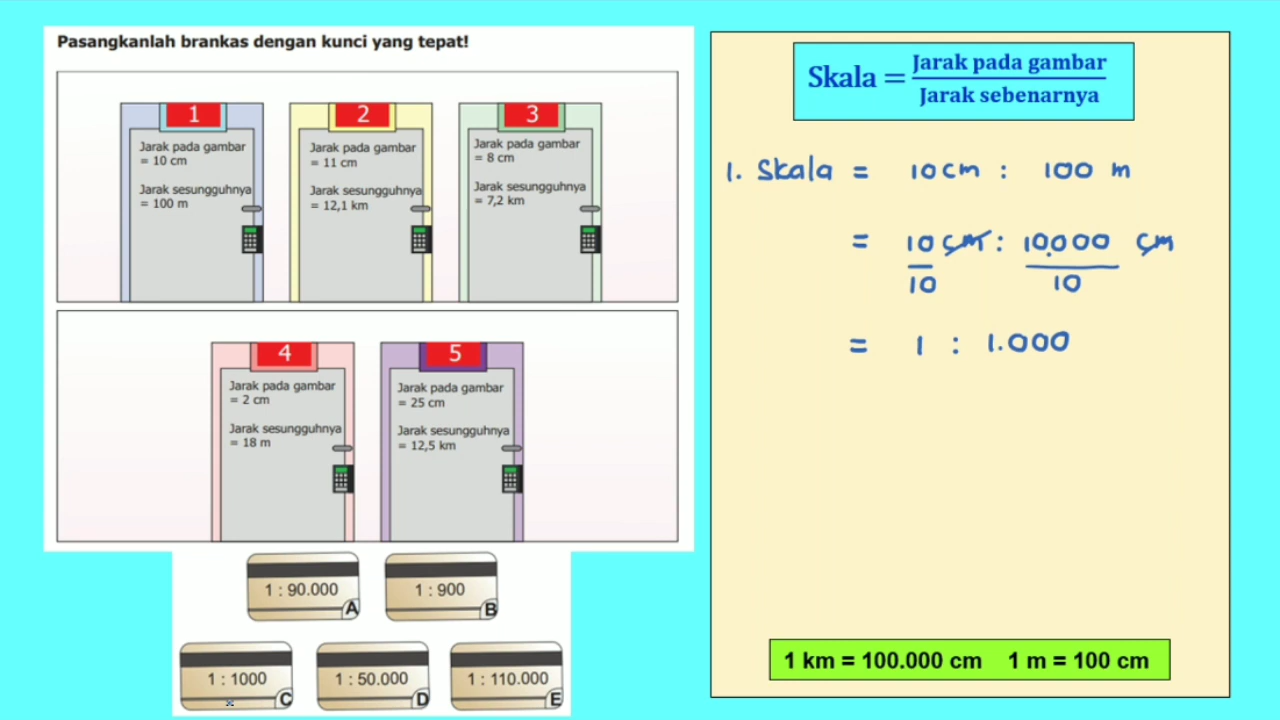 Pasangkanlah brankas dengan kunci yang tepat!
1
Jarak pada gambar
= 10 cm
Jarak sesungguhnya
= 100 m
2
Jarak pada gambar
= 11 cm
Jarak sesungguhnya
= 12,1 km
3
Jarak pada gambar
= 8 cm
Jarak sesungguhnya
= 7,2 km
4
Jarak pada gambar
= 2 cm
Jarak sesungguhnya
= 18 m
5
Jarak pada gambar
= 25 cm
Jarak sesungguhnya
= 12,5 km
1 : 90.000
A
1 : 900
B
1 : 1000
C
1 : 50.000
D
1 : 110.000
E
Skala = Jarak pada gambar
Jarak sebenarnya
1. Skala = 10 cm : 100 m
= 10 cm : 10.000 cm
10 10
= 1 : 1.000
1 km = 100.000 cm 1 m = 100 cm